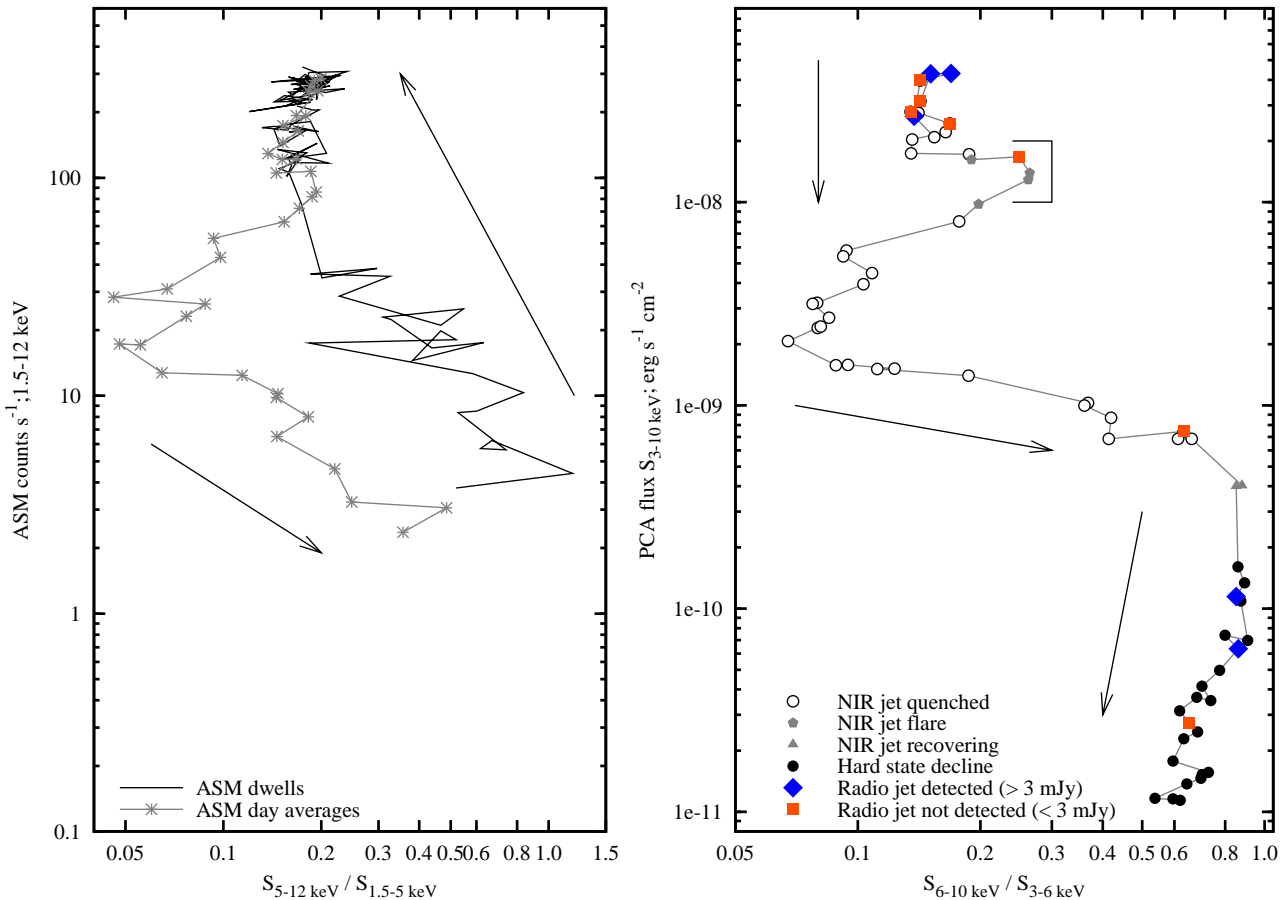 100
10
1
0.1
ASM counts s-1;1.5-12 keV
ASM dwells
ASM day averages
0.05 0.1 0.2 0.3 0.4 0.50.6 0.8 1.0 1.5
S5-12 keV / S1.5-5 keV
1e-08
1e-09
1e-10
1e-11
PCA flux S3-10 keV; erg s-1 cm-2
NIR jet quenched
NIR jet flare
NIR jet recovering
Hard state decline
Radio jet detected (> 3 mJy)
Radio jet not detected (< 3 mJy)
0.05 0.1 0.2 0.3 0.4 0.5 0.6 0.8 1.0
S6-10 keV / S3-6 keV